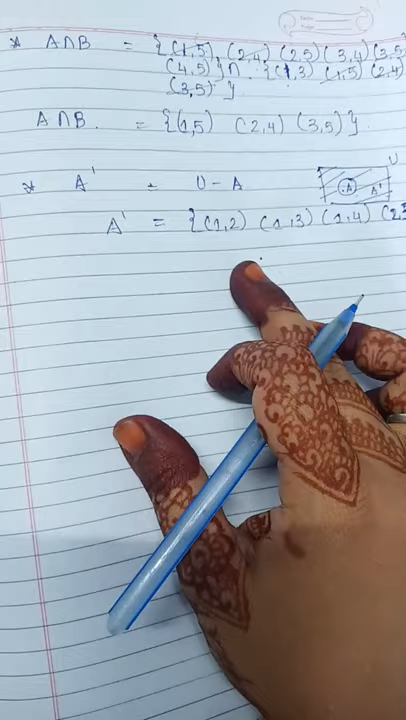 * A∩B = {(1,5) (2,4) (2,5) (3,4) (3,5)
(4,5)} ∩ {(1,3) (1,5) (2,4)
(3,5)}
A∩B. = {(1,5) (2,4) (3,5)}
U
* A' = U - A
A A'
A' = {(1,2) (1,3) (1,4) (2,3